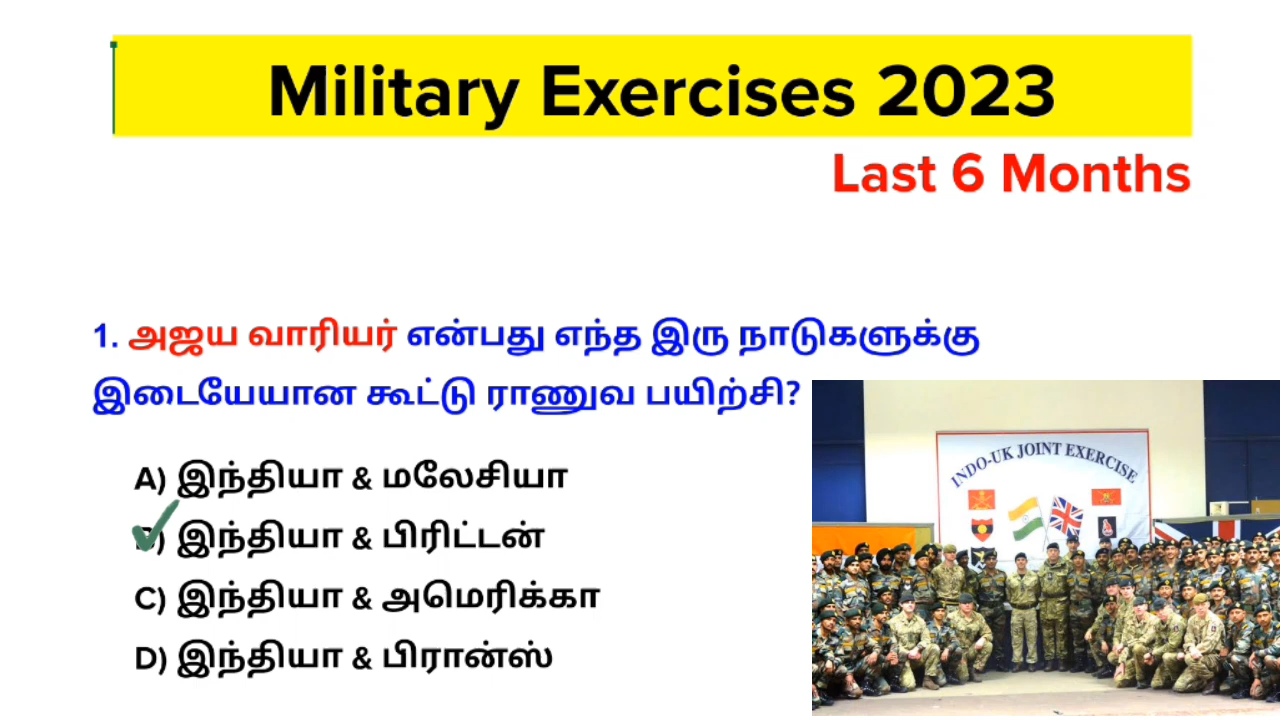 Military Exercises 2023
Last 6 Months
1. அஜய வாரியர் என்பது எந்த இரு நாடுகளுக்கு
இடையேயான கூட்டு ராணுவ பயிற்சி?
A) இந்தியா & மலேசியா
B) இந்தியா & பிரிட்டன்
C) இந்தியா & அமெரிக்கா
D) இந்தியா & பிரான்ஸ்
INDO-UK JOINT EXERCISE